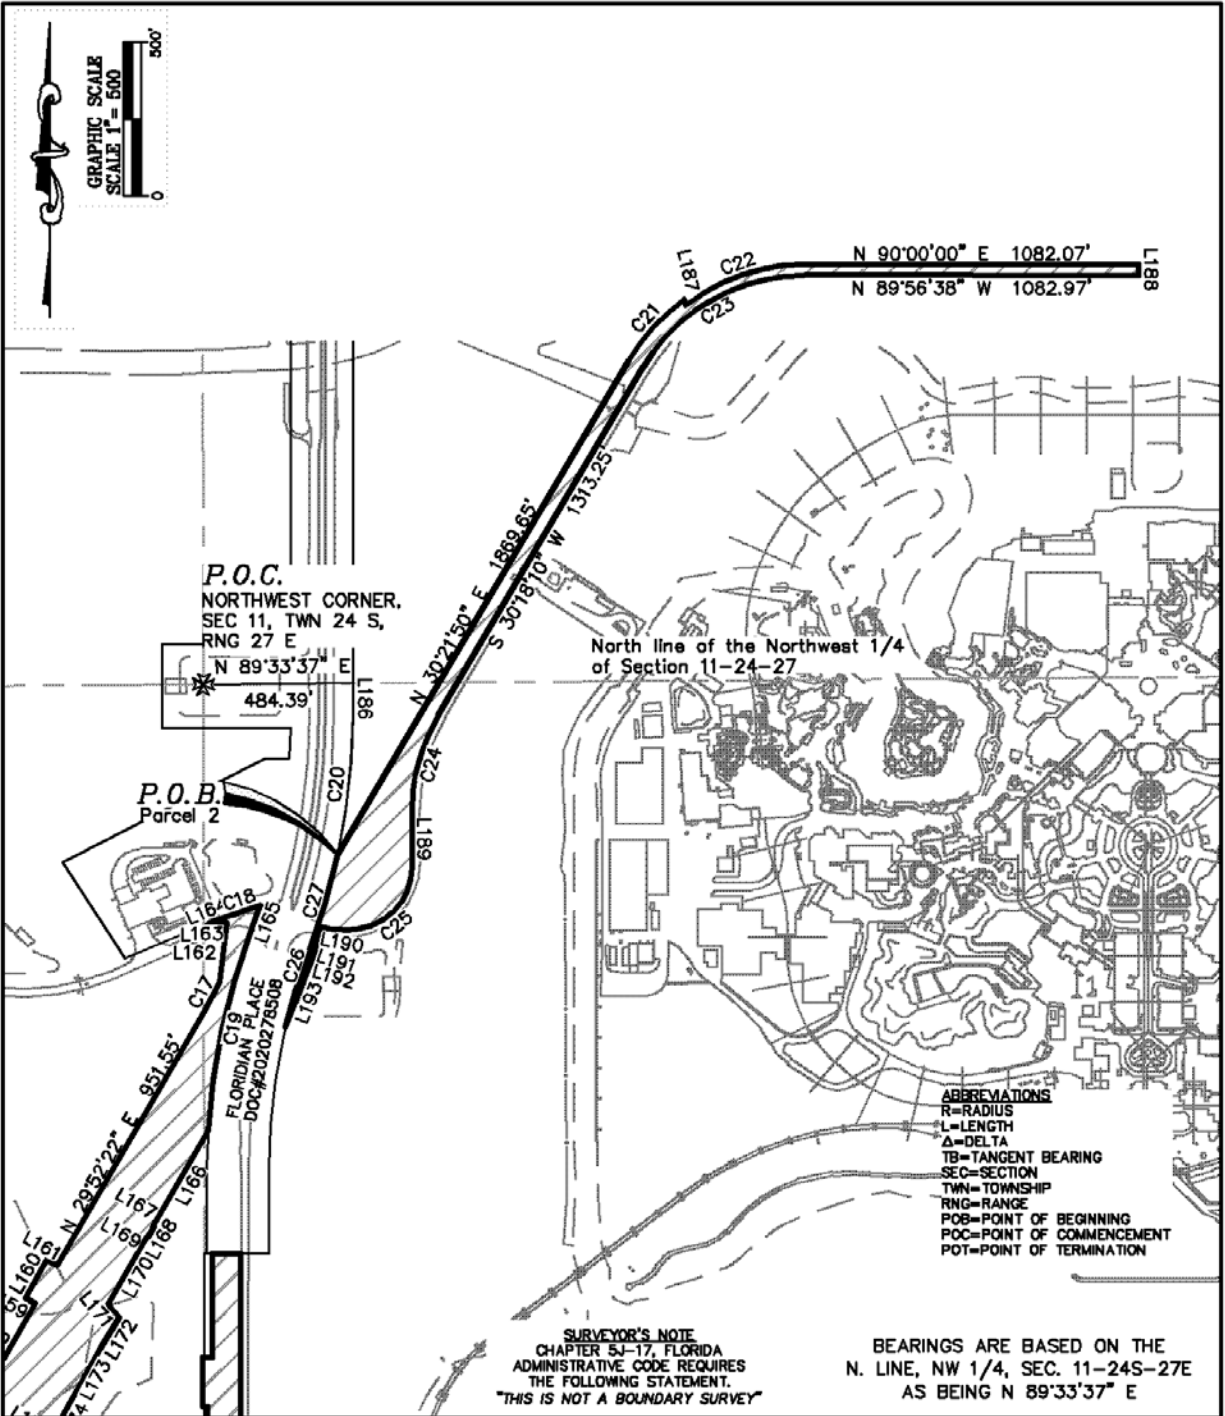 GRAPHIC SCALE
SCALE 1"= 500
500'
0
L187
C22
N 90°00'00" E 1082.07'
L188
N 89°56'38" W 1082.97'
C23
C21
1313.25'
S 30°18'10" W
N 30°21'50" E 1869.65'
P.O.C.
NORTHWEST CORNER,
SEC 11, TWN 24 S,
RNG 27 E
N 89°33'37" E
484.39'
L186
North line of the Northwest 1/4
of Section 11-24-27
C20
C24
P.O.B.
Parcel 2
L189
C27
C25
L164
C18
L165
L163
L162
L190
L191
L192
C26
L193
C17
C19
FLORIDIAN PLACE
DOC#2020278508
N 29°52'22" E 951.55'
L166
L167
L168
L169
L161
L160
L170
L171
L172
L173
ABBREVIATIONS
R=RADIUS
L=LENGTH
Δ=DELTA
TB=TANGENT BEARING
SEC=SECTION
TWN=TOWNSHIP
RNG=RANGE
POB=POINT OF BEGINNING
POC=POINT OF COMMENCEMENT
POT=POINT OF TERMINATION
SURVEYOR'S NOTE
CHAPTER 5J-17, FLORIDA
ADMINISTRATIVE CODE REQUIRES
THE FOLLOWING STATEMENT.
"THIS IS NOT A BOUNDARY SURVEY"
BEARINGS ARE BASED ON THE
N. LINE, NW 1/4, SEC. 11-24S-27E
AS BEING N 89°33'37" E